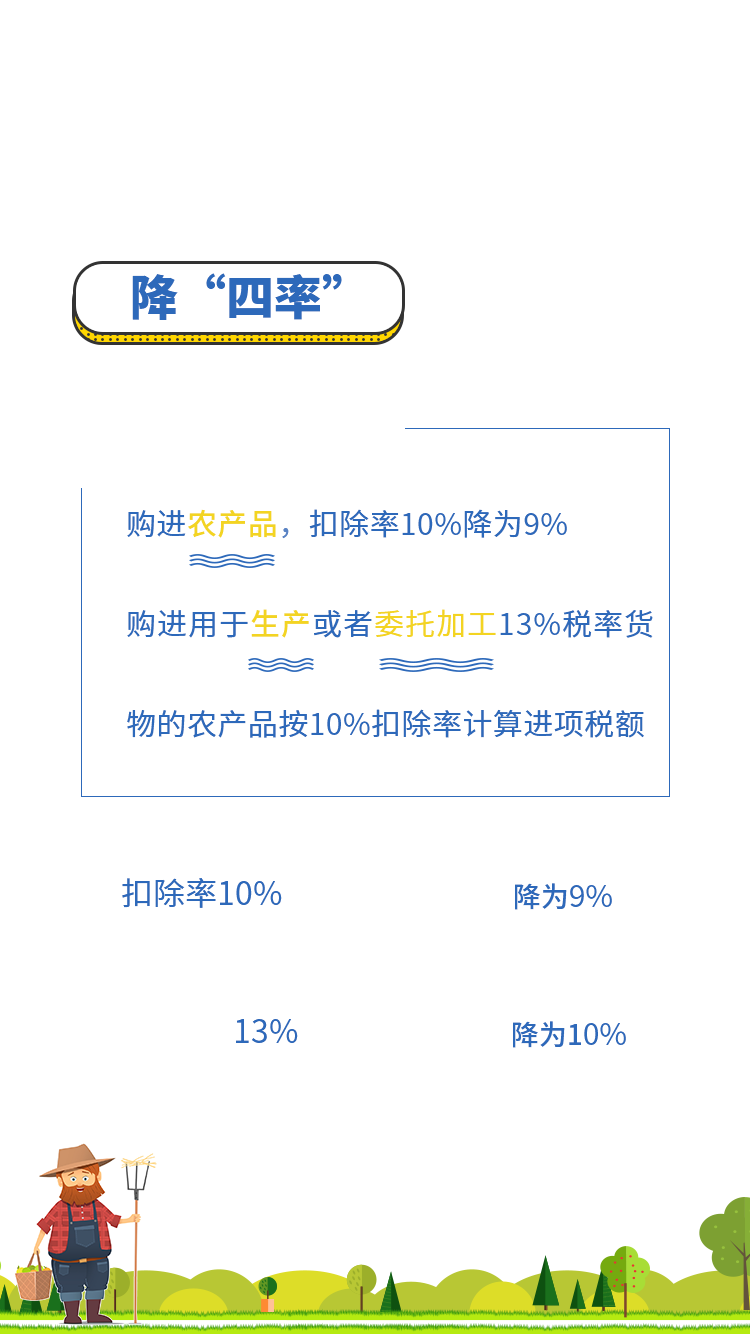 降“四率”
购进农产品，扣除率10%降为9%
购进用于生产或者委托加工13%税率货
物的农产品按10%扣除率计算进项税额
扣除率10%
降为9%
13%
降为10%